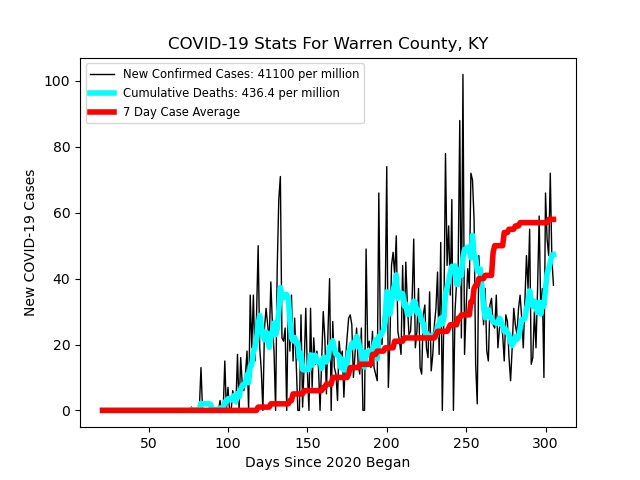 COVID-19 Stats For Warren County, KY
New Confirmed Cases: 41100 per million
Cumulative Deaths: 436.4 per million
7 Day Case Average
New COVID-19 Cases
100
80
60
40
20
0
50 100 150 200 250 300
Days Since 2020 Began